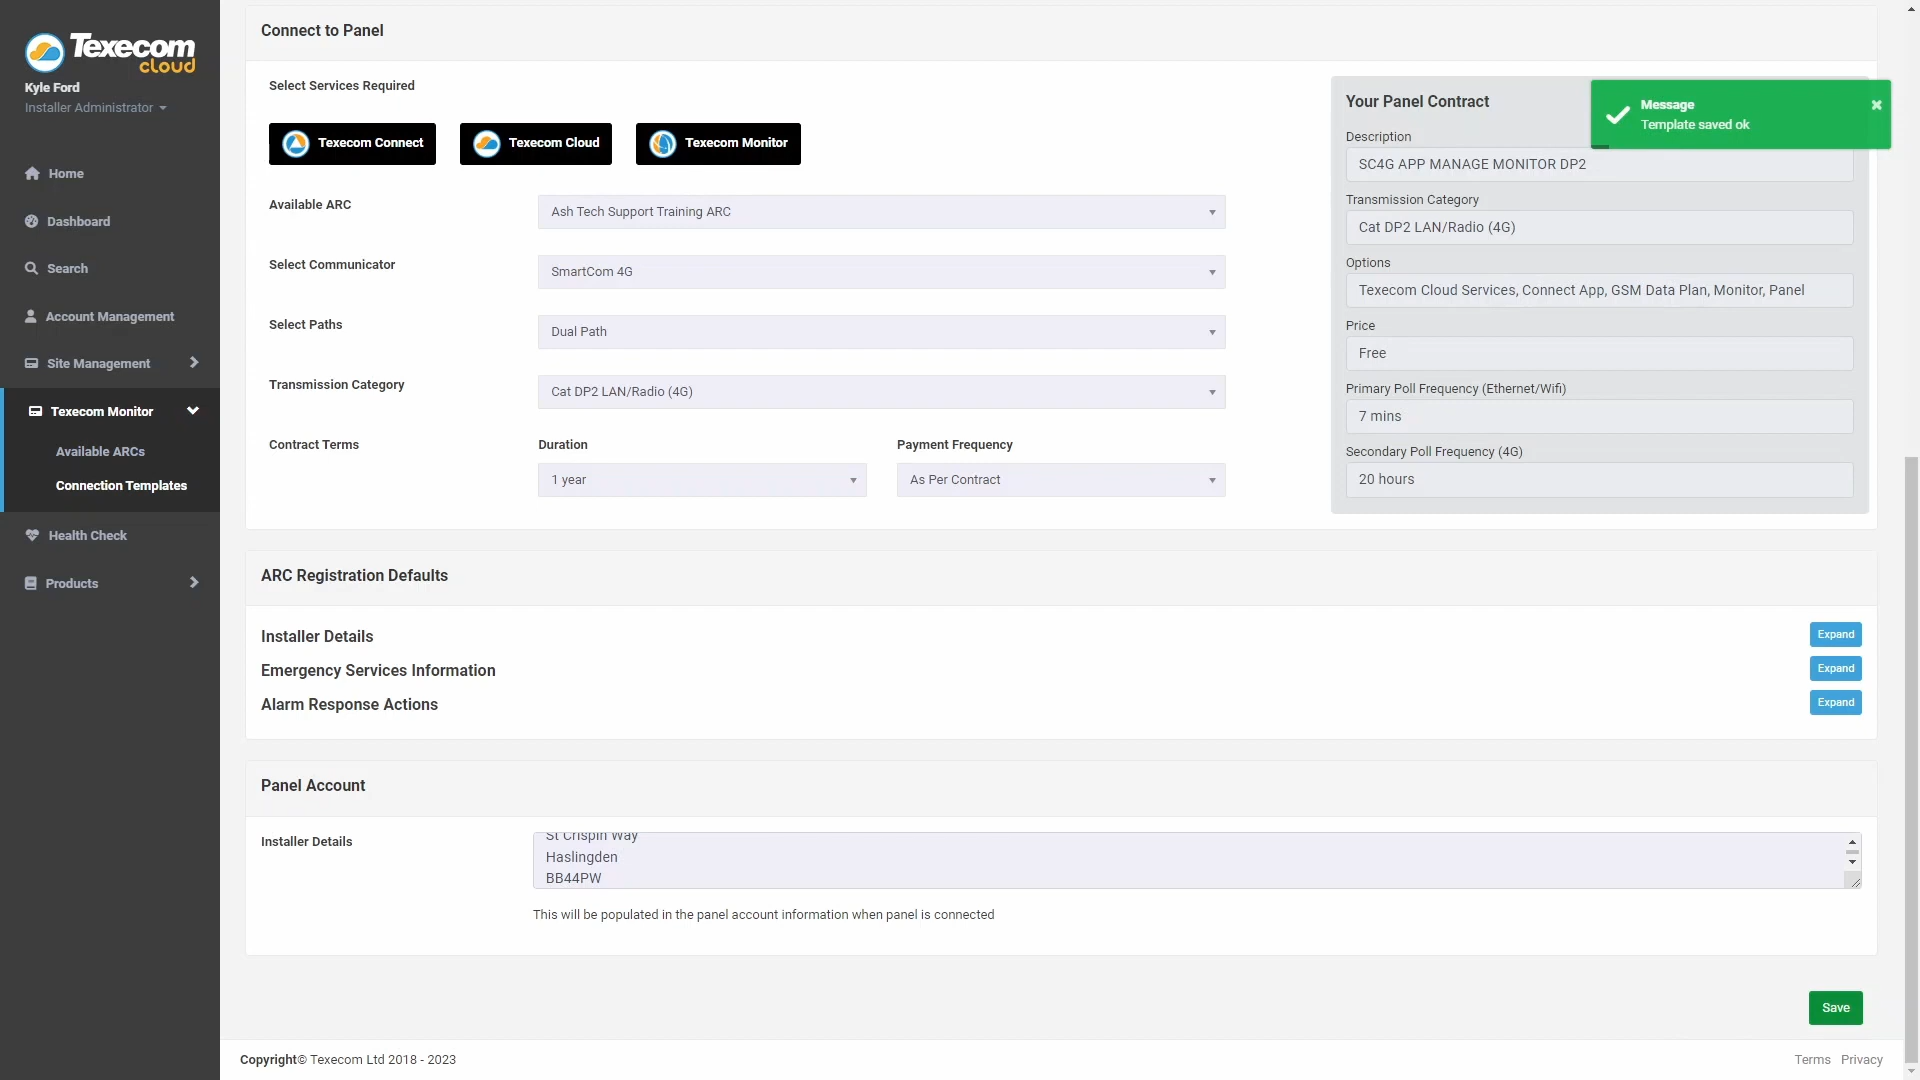 Texecom
cloud
Kyle Ford
Installer Administrator
Home
Dashboard
Search
Account Management
Site Management
Texecom Monitor
Available ARCs
Connection Templates
Health Check
Products
Connect to Panel
Select Services Required
Texecom Connect
Texecom Cloud
Texecom Monitor
Available ARC
Ash Tech Support Training ARC
Select Communicator
SmartCom 4G
Select Paths
Dual Path
Transmission Category
Cat DP2 LAN/Radio (4G)
Contract Terms
Duration
Payment Frequency
1 year
As Per Contract
Your Panel Contract
Message
Template saved ok
Description
SC4G APP MANAGE MONITOR DP2
Transmission Category
Cat DP2 LAN/Radio (4G)
Options
Texecom Cloud Services, Connect App, GSM Data Plan, Monitor, Panel
Price
Free
Primary Poll Frequency (Ethernet/Wifi)
7 mins
Secondary Poll Frequency (4G)
20 hours
ARC Registration Defaults
Installer Details
Expand
Emergency Services Information
Expand
Alarm Response Actions
Expand
Panel Account
Installer Details
St Crispin Way
Haslingden
BB44PW
This will be populated in the panel account information when panel is connected
Save
Copyright© Texecom Ltd 2018 - 2023
Terms Privacy